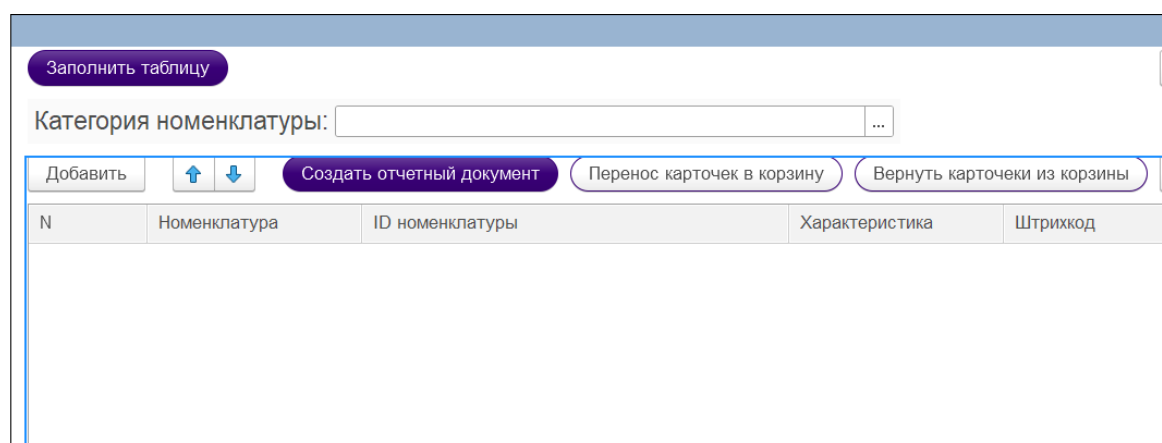 Заполнить таблицу
Категория номенклатуры: ...
Добавить Создать отчетный документ Перенос карточек в корзину Вернуть карточеки из корзины
N Номенклатура ID номенклатуры Характеристика Штрихкод